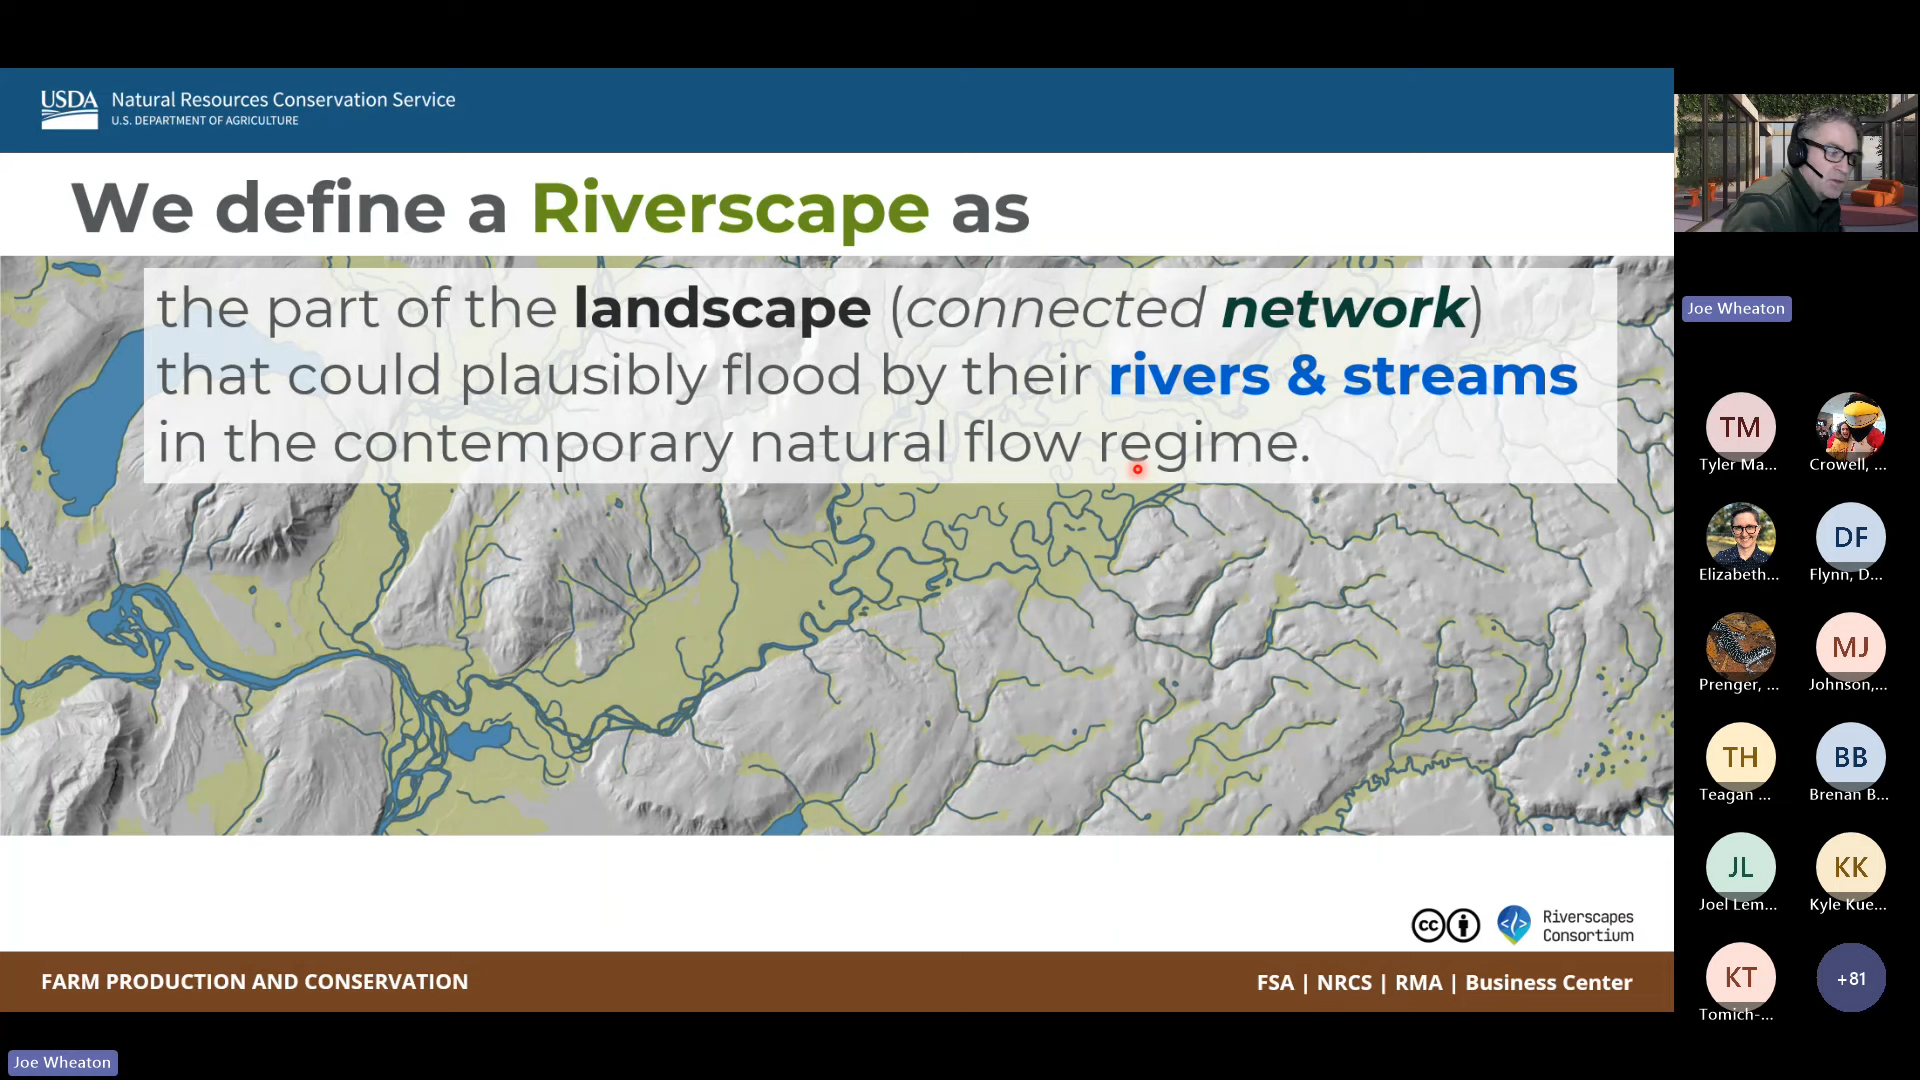 USDA Natural Resources Conservation Service
U.S. DEPARTMENT OF AGRICULTURE
We define a Riverscape as
the part of the landscape (connected network)
that could plausibly flood by their rivers & streams
in the contemporary natural flow regime.
cc
Riverscapes
Consortium
FARM PRODUCTION AND CONSERVATION
FSA | NRCS | RMA | Business Center
Joe Wheaton
Joe Wheaton
TM
Tyler Ma...
Crowell, ...
Elizabeth...
DF
Flynn, D...
Prenger, ...
MJ
Johnson,...
TH
Teagan ...
BB
Brenan B...
JL
Joel Lem...
KK
Kyle Kue...
KT
Tomich-...
+81